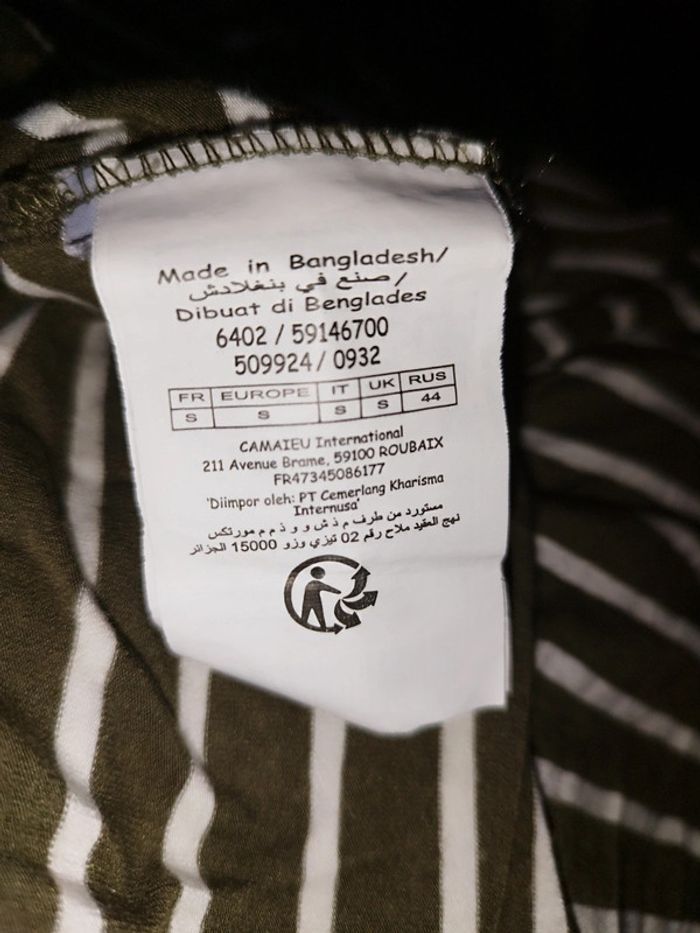 Made in Bangladesh/
صنع في بنغلادش /
Dibuat di Benglades
6402 / 59146700
509924/ 0932
FR EUROPE IT UK RUS
S S S S 44
CAMAIEU International
211 Avenue Brame, 59100 ROUBAIX
FR47345086177
'Diimpor oleh: PT Cemerlang Kharisma
Internusa'
مستورد من طرف م ذ ش و و ذ م م مورتكس
نهج العقيد ملاح رقم 02 تيزي وزو 15000 الجزائر